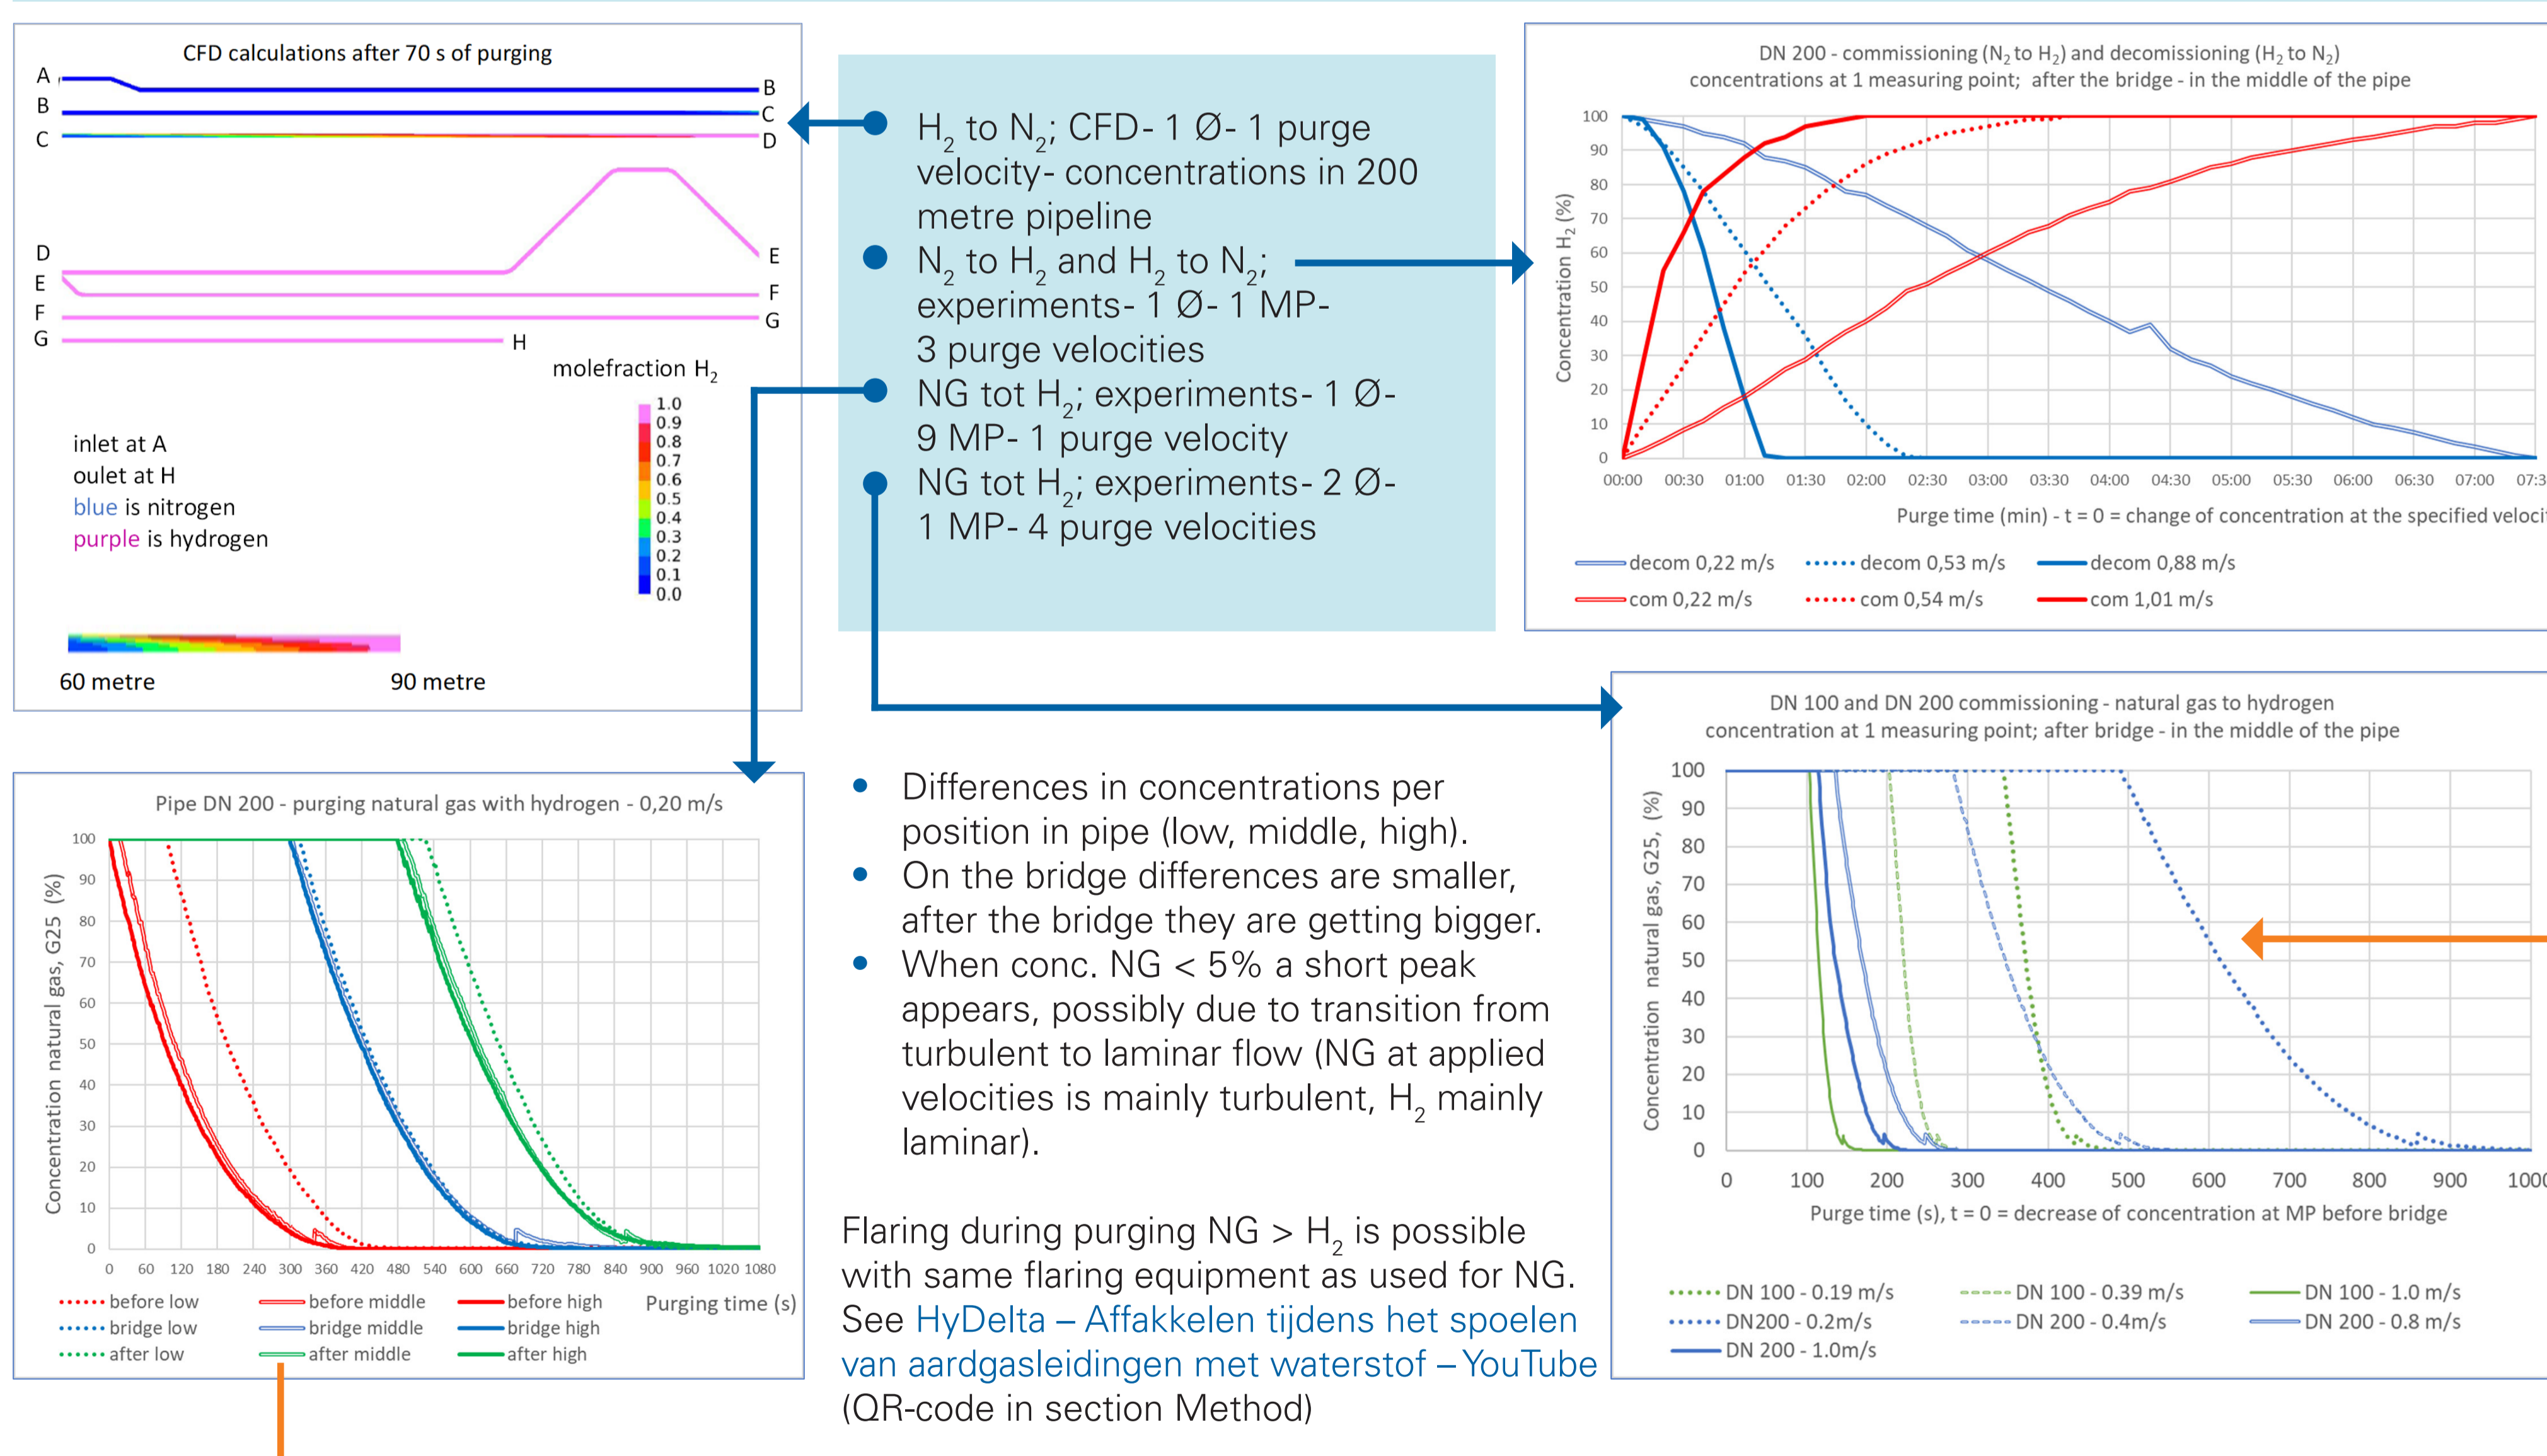 CFD calculations after 70 s of purging
A
B
B
C
C
D
D
E
E
F
F
G
G
H
molefraction H₂
1.0
0.9
0.8
0.7
0.6
0.5
0.4
0.3
0.2
0.1
0.0
inlet at A
oulet at H
blue is nitrogen
purple is hydrogen
60 metre 90 metre
H₂ to N₂; CFD- 1 Ø- 1 purge
velocity- concentrations in 200
metre pipeline
N₂ to H₂ and H₂ to N₂;
experiments- 1 Ø- 1 MP-
3 purge velocities
NG tot H₂; experiments- 1 Ø-
9 MP- 1 purge velocity
NG tot H₂; experiments- 2 Ø-
1 MP- 4 purge velocities
DN 200 - commissioning (N₂ to H₂) and decomissioning (H₂ to N₂)
concentrations at 1 measuring point; after the bridge - in the middle of the pipe
Concentration H₂ (%)
100
90
80
70
60
50
40
30
20
10
0
00:00 00:30 01:00 01:30 02:00 02:30 03:00 03:30 04:00 04:30 05:00 05:30 06:00 06:30 07:00 07:3
Purge time (min) - t = 0 = change of concentration at the specified veloci
decom 0,22 m/s decom 0,53 m/s decom 0,88 m/s
com 0,22 m/s com 0,54 m/s com 1,01 m/s
Pipe DN 200 - purging natural gas with hydrogen - 0,20 m/s
Concentration natural gas, G25 (%)
100
90
80
70
60
50
40
30
20
10
0
0 60 120 180 240 300 360 420 480 540 600 660 720 780 840 900 960 1020 1080
Purging time (s)
before low before middle before high
bridge low bridge middle bridge high
after low after middle after high
Differences in concentrations per
position in pipe (low, middle, high).
On the bridge differences are smaller,
after the bridge they are getting bigger.
When conc. NG < 5% a short peak
appears, possibly due to transition from
turbulent to laminar flow (NG at applied
velocities is mainly turbulent, H₂ mainly
laminar).
Flaring during purging NG > H₂ is possible
with same flaring equipment as used for NG.
See HyDelta – Affakkelen tijdens het spoelen
van aardgasleidingen met waterstof – YouTube
(QR-code in section Method)
DN 100 and DN 200 commissioning - natural gas to hydrogen
concentration at 1 measuring point; after bridge - in the middle of the pipe
Concentration natural gas, G25, (%)
100
90
80
70
60
50
40
30
20
10
0
0 100 200 300 400 500 600 700 800 900 1000
Purge time (s), t = 0 = decrease of concentration at MP before bridge
DN 100 - 0.19 m/s DN 100 - 0.39 m/s DN 100 - 1.0 m/s
DN200 - 0.2m/s DN 200 - 0.4m/s DN 200 - 0.8 m/s
DN 200 - 1.0m/s